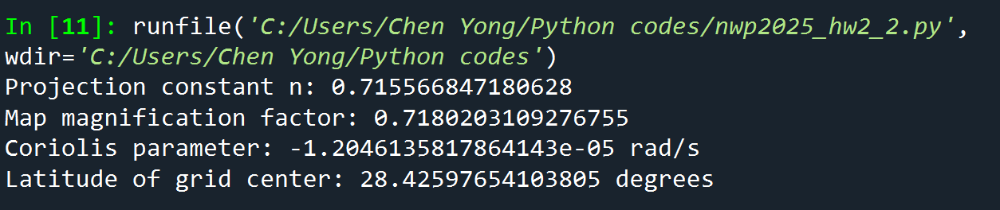 In [11]: runfile('C:/Users/Chen Yong/Python codes/nwp2025_hw2_2.py',
wdir='C:/Users/Chen Yong/Python codes')
Projection constant n: 0.715566847180628
Map magnification factor: 0.7180203109276755
Coriolis parameter: -1.2046135817864143e-05 rad/s
Latitude of grid center: 28.42597654103805 degrees